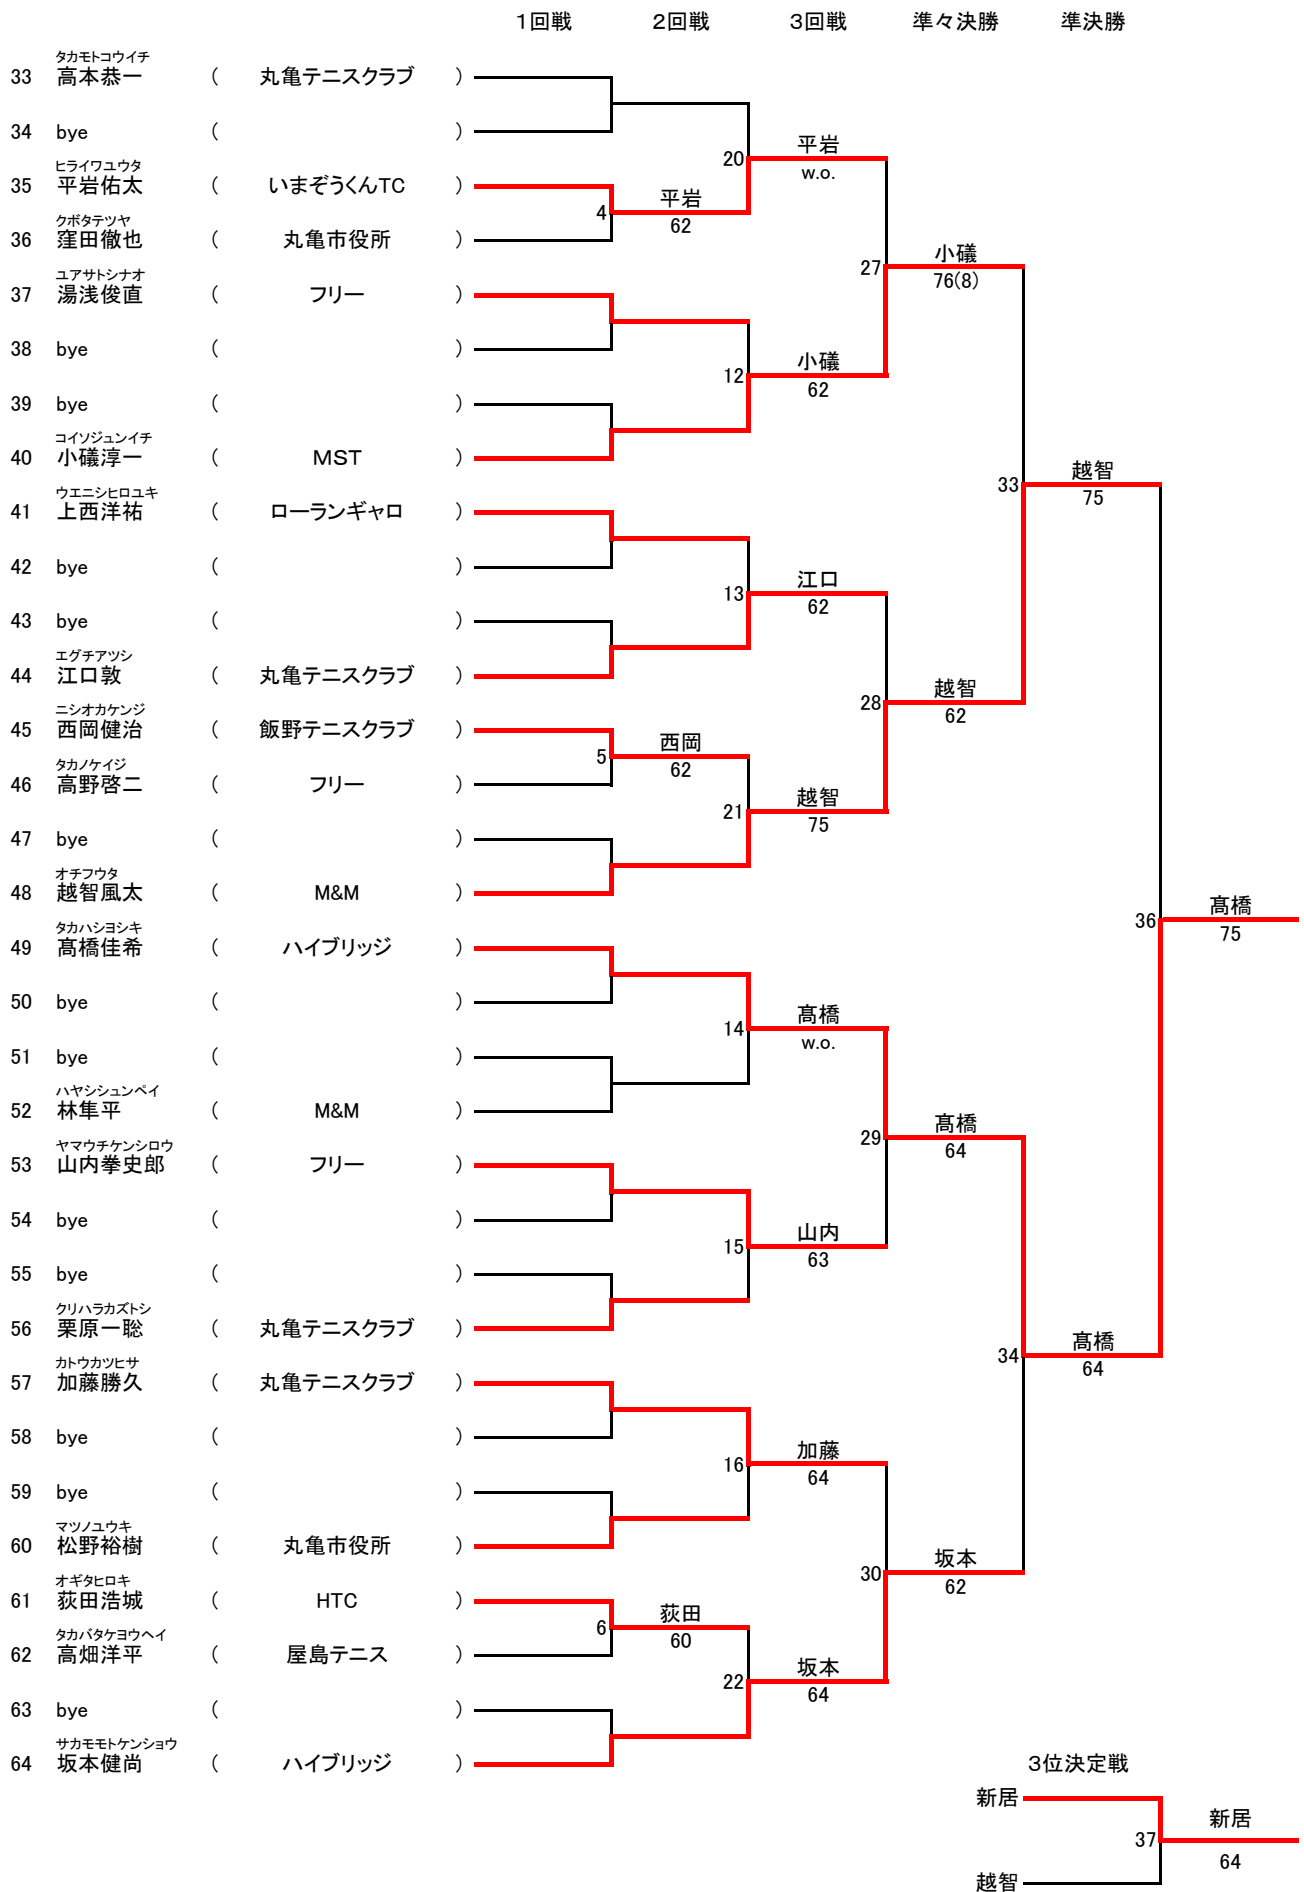 1回戦 2回戦 3回戦 準々決勝 準決勝
タカモトコウイチ
33 高本恭一 ( 丸亀テニスクラブ )
34 bye ( )
平岩
20
w.o.
ヒライワユウタ
35 平岩佑太 ( いまぞうくんTC )
平岩
4
62
クボタテツヤ
36 窪田徹也 ( 丸亀市役所 )
小礒
27
76(8)
ユアサトシナオ
37 湯浅俊直 ( フリー )
38 bye ( )
小礒
12
62
39 bye ( )
コイソジュンイチ
40 小礒淳一 ( MST )
越智
33
75
ウエニシヒロユキ
41 上西洋祐 ( ローランギャロ )
42 bye ( )
江口
13
62
43 bye ( )
エグチアツシ
44 江口敦 ( 丸亀テニスクラブ )
越智
28
62
ニシオカケンジ
45 西岡健治 ( 飯野テニスクラブ )
西岡
5
62
タカノケイジ
46 高野啓二 ( フリー )
越智
21
75
47 bye ( )
オチフウタ
48 越智風太 ( M&M )
髙橋
36
75
タカハシヨシキ
49 髙橋佳希 ( ハイブリッジ )
50 bye ( )
髙橋
14
w.o.
51 bye ( )
ハヤシシュンペイ
52 林隼平 ( M&M )
髙橋
29
64
ヤマウチケンシロウ
53 山内拳史郎 ( フリー )
54 bye ( )
山内
15
63
55 bye ( )
クリハラカズトシ
56 栗原一聡 ( 丸亀テニスクラブ )
髙橋
34
64
カトウカツヒサ
57 加藤勝久 ( 丸亀テニスクラブ )
58 bye ( )
加藤
16
64
59 bye ( )
マツノユウキ
60 松野裕樹 ( 丸亀市役所 )
坂本
30
62
オギタヒロキ
61 荻田浩城 ( HTC )
荻田
6
60
タカバタケヨウヘイ
62 高畑洋平 ( 屋島テニス )
坂本
22
64
63 bye ( )
サカモモトケンショウ
64 坂本健尚 ( ハイブリッジ )
3位決定戦
新居
新居
37
64
越智